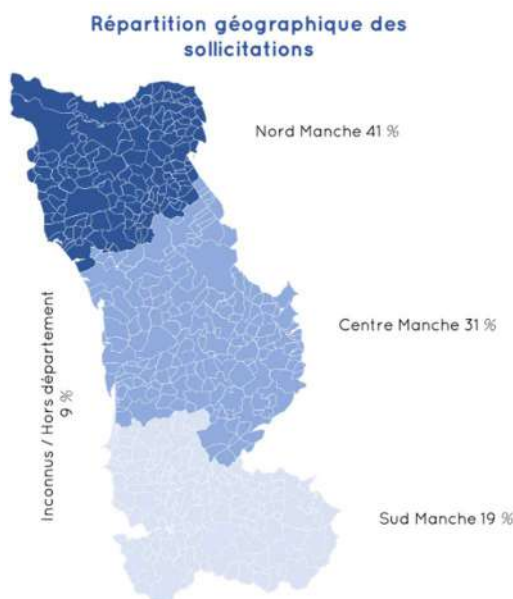 Répartition géographique des
sollicitations
Nord Manche 41 %
Centre Manche 31 %
Inconnus / Hors département
9 %
Sud Manche 19 %